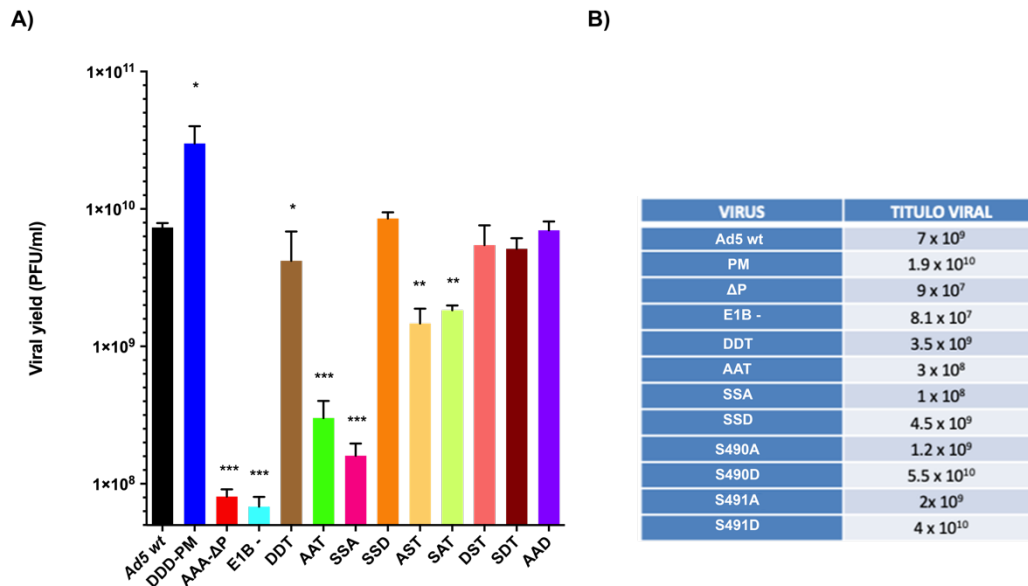 A)
B)
Viral yield (PFU/ml)
1×10¹¹
1×10¹⁰
1×10⁹
1×10⁸
*
***
***
*
***
***
**
**
Ad5 wt
DDD-PM
AAA-ΔP
E1B -
DDT
AAT
SSA
SSD
AST
SAT
DST
SDT
AAD
VIRUS TITULO VIRAL
Ad5 wt 7 x 10⁹
PM 1.9 x 10¹⁰
ΔP 9 x 10⁷
E1B - 8.1 x 10⁷
DDT 3.5 x 10⁹
AAT 3 x 10⁸
SSA 1 x 10⁸
SSD 4.5 x 10⁹
S490A 1.2 x 10⁹
S490D 5.5 x 10¹⁰
S491A 2x 10⁹
S491D 4 x 10¹⁰